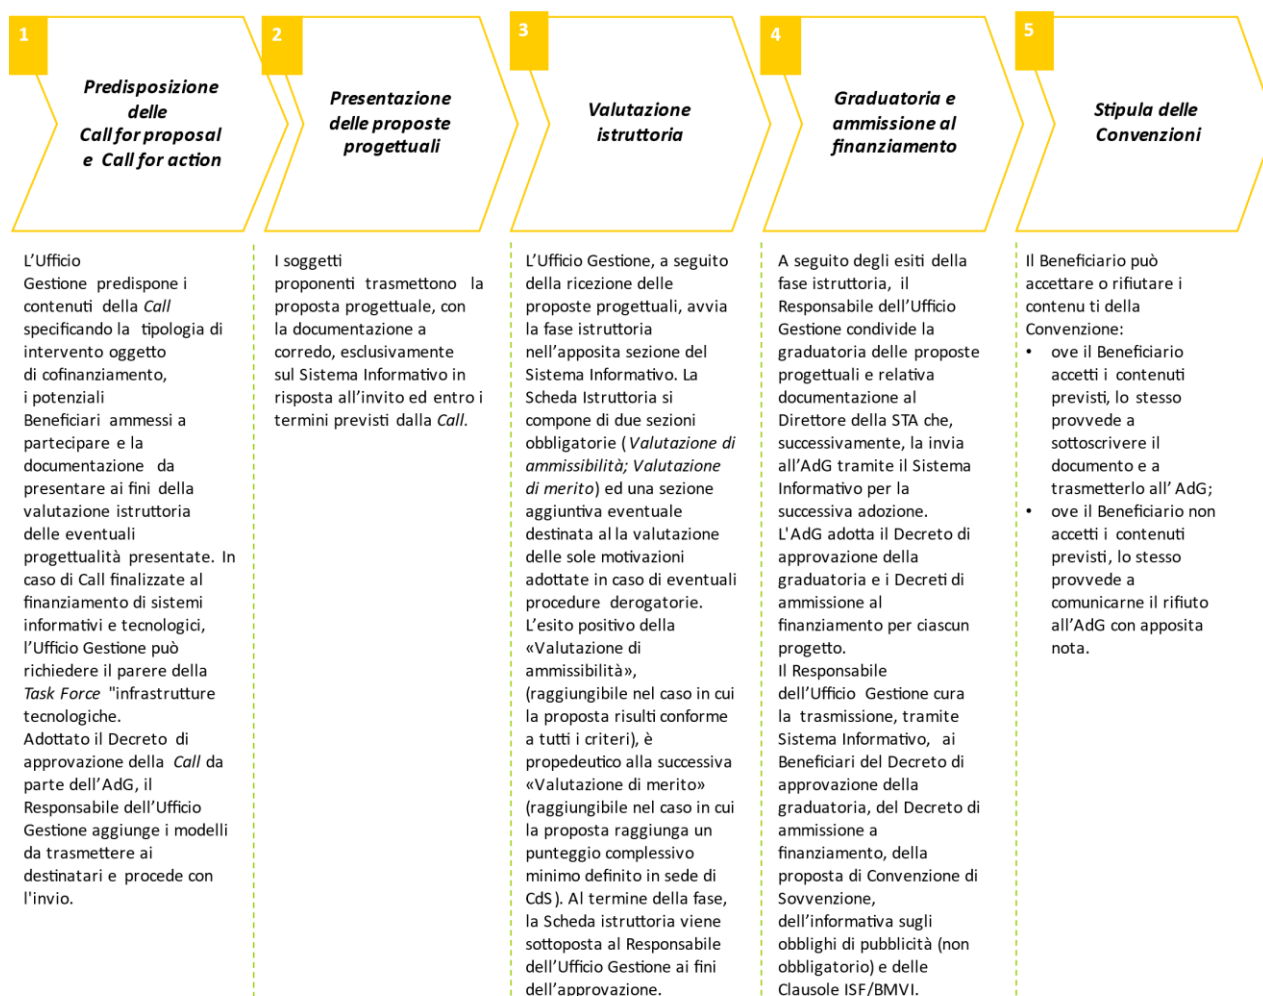 1
Predisposizione
delle
Call for proposal
e Call for action
L'Ufficio
Gestione predispone i
contenuti della Call
specificando la tipologia di
intervento oggetto
di cofinanziamento,
i potenziali
Beneficiari ammessi a
partecipare e la
documentazione da
presentare ai fini della
valutazione istruttoria
delle eventuali
progettualità presentate. In
caso di Call finalizzate al
finanziamento di sistemi
informativi e tecnologici,
l'Ufficio Gestione può
richiedere il parere della
Task Force "infrastrutture
tecnologiche.
Adottato il Decreto di
approvazione della Call da
parte dell'AdG, il
Responsabile dell'Ufficio
Gestione aggiunge i modelli
da trasmettere ai
destinatari e procede con
l'invio.
2
Presentazione
delle proposte
progettuali
I soggetti
proponenti trasmettono la
proposta progettuale, con
la documentazione a
corredo, esclusivamente
sul Sistema Informativo in
risposta all'invito ed entro i
termini previsti dalla Call.
3
Valutazione
istruttoria
L'Ufficio Gestione, a seguito
della ricezione delle
proposte progettuali, avvia
la fase istruttoria
nell'apposita sezione del
Sistema Informativo. La
Scheda Istruttoria si
compone di due sezioni
obbligatorie (Valutazione di
ammissibilità; Valutazione
di merito) ed una sezione
aggiuntiva eventuale
destinata alla valutazione
delle sole motivazioni
adottate in caso di eventuali
procedure derogatorie.
L'esito positivo della
«Valutazione di
ammissibilità»,
(raggiungibile nel caso in cui
la proposta risulti conforme
a tutti i criteri), è
propedeutico alla successiva
«Valutazione di merito»
(raggiungibile nel caso in cui
la proposta raggiunga un
punteggio complessivo
minimo definito in sede di
CdS). Al termine della fase,
la Scheda istruttoria viene
sottoposta al Responsabile
dell'Ufficio Gestione ai fini
dell'approvazione.
4
Graduatoria e
ammissione al
finanziamento
A seguito degli esiti della
fase istruttoria, il
Responsabile dell'Ufficio
Gestione condivide la
graduatoria delle proposte
progettuali e relativa
documentazione al
Direttore della STA che,
successivamente, la invia
all'AdG tramite il Sistema
Informativo per la
successiva adozione.
L'AdG adotta il Decreto di
approvazione della
graduatoria e i Decreti di
ammissione al
finanziamento per ciascun
progetto.
Il Responsabile
dell'Ufficio Gestione cura
la trasmissione, tramite
Sistema Informativo, ai
Beneficiari del Decreto di
approvazione della
graduatoria, del Decreto di
ammissione a
finanziamento, della
proposta di Convenzione di
Sovvenzione,
dell'informativa sugli
obblighi di pubblicità (non
obbligatorio) e delle
Clausole ISF/BMVI.
5
Stipula delle
Convenzioni
Il Beneficiario può
accettare o rifiutare i
contenu ti della
Convenzione:
• ove il Beneficiario
accetti i contenuti
previsti, lo stesso
provvede a
sottoscrivere il
documento e a
trasmetterlo all' AdG;
• ove il Beneficiario non
accetti i contenuti
previsti, lo stesso
provvede a
comunicarne il rifiuto
all'AdG con apposita
nota.